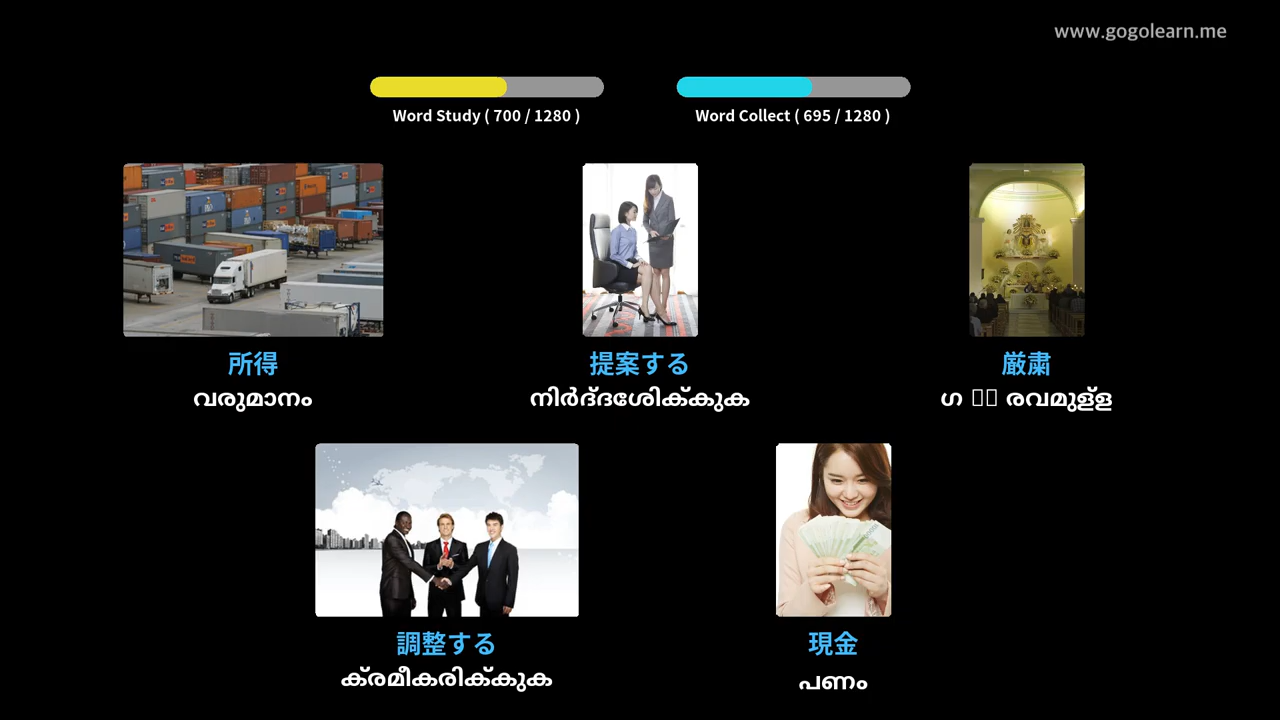 www.gogolearn.me
Word Study ( 700 / 1280 )
Word Collect ( 695 / 1280 )
所得
വരുമാനം
提案する
നിർദ്ദേശിക്കുക
厳粛
ഗ രവമുള്ള
調整する
ക്രമീകരിക്കുക
現金
പണം